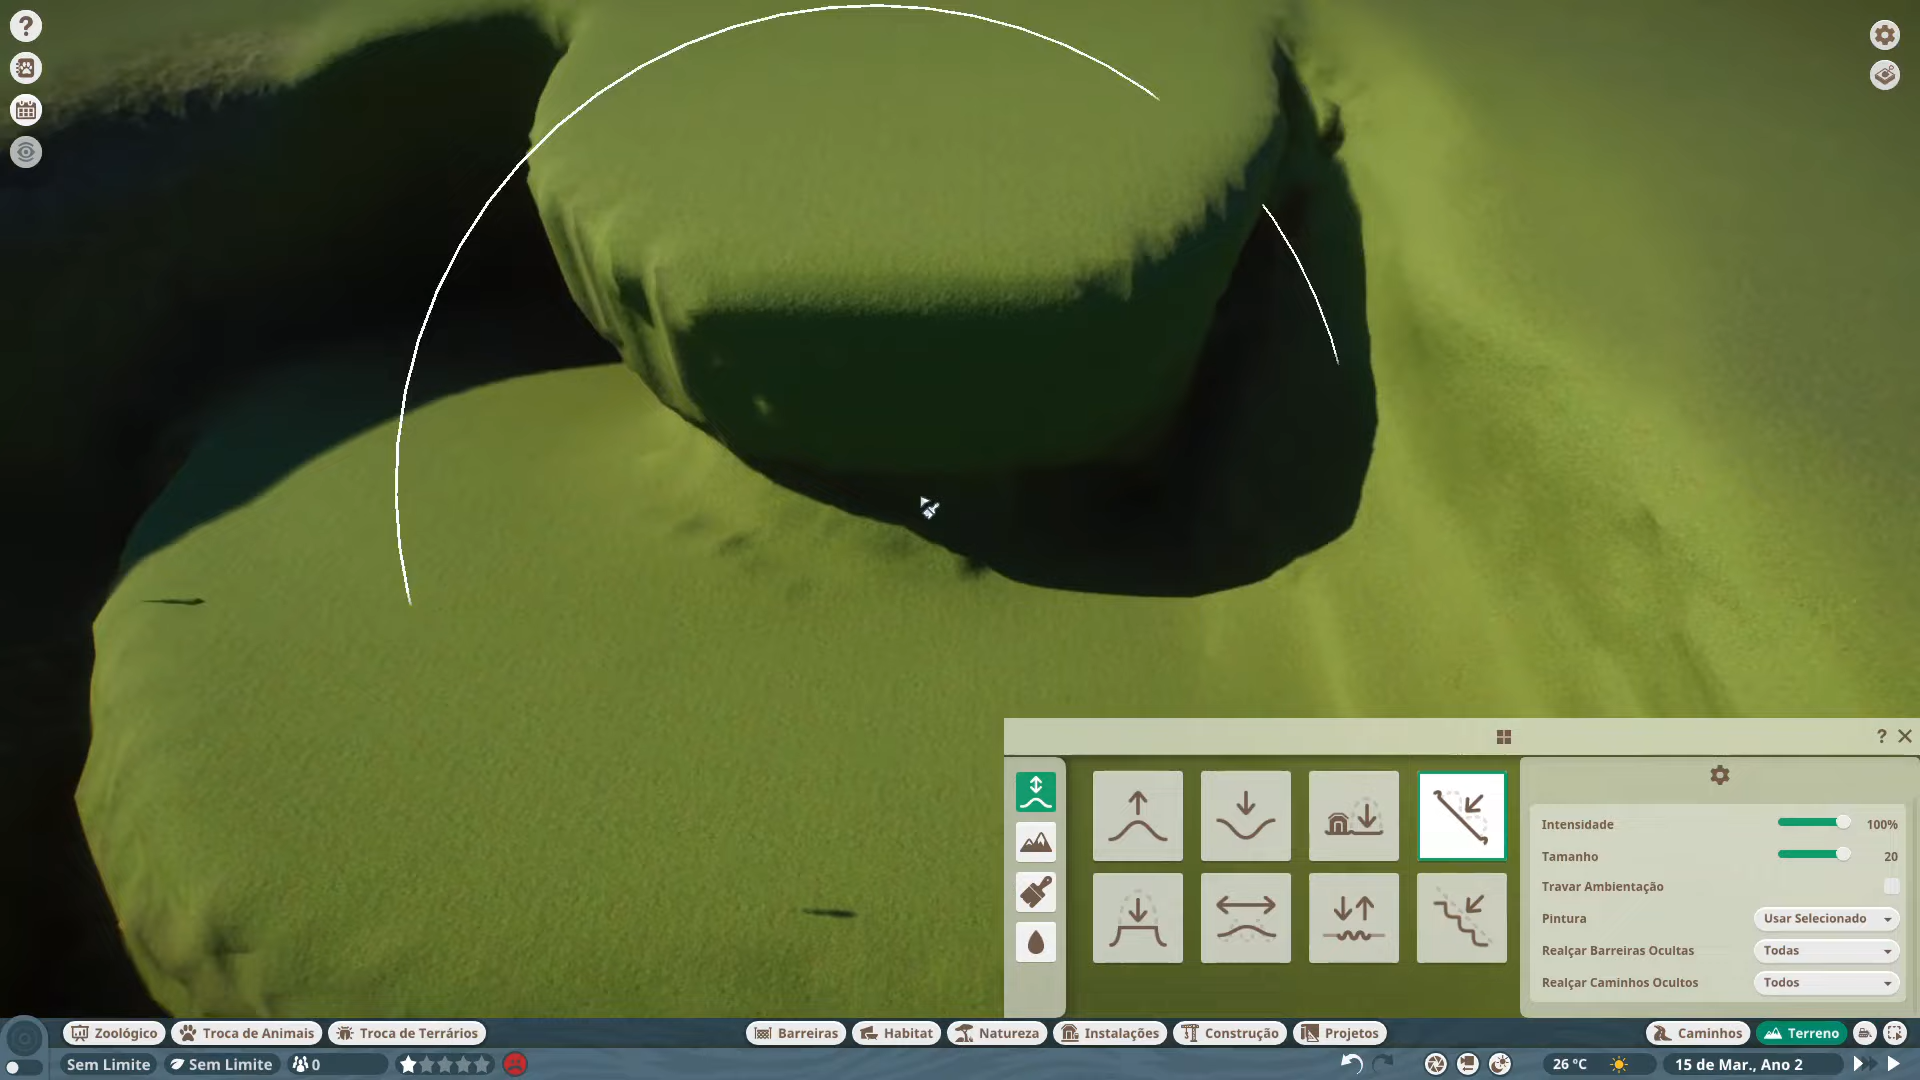 ?
?
Intensidade 100%
Tamanho 20
Travar Ambientação
Pintura Usar Selecionado
Realçar Barreiras Ocultas Todas
Realçar Caminhos Ocultos Todos
Zoológico Troca de Animais Troca de Terrários Barreiras Habitat Natureza Instalações Construção Projetos Caminhos Terreno
Sem Limite Sem Limite 0 26 °C 15 de Mar., Ano 2